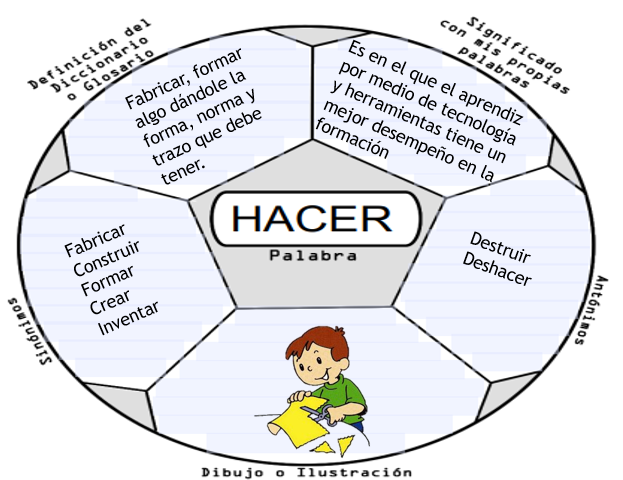 Definición del
Diccionario
o Glosario
Significado
con mis propias
palabras
Fabricar, formar
algo dándole la
forma, norma y
trazo que debe
tener.
Es en el que el aprendiz
por medio de tecnología
y herramientas tiene un
mejor desempeño en la
formación
HACER
Palabra
Fabricar
Construir
Formar
Crear
Inventar
Destruir
Deshacer
Sinónimos
Antónimos
Dibujo o Ilustración